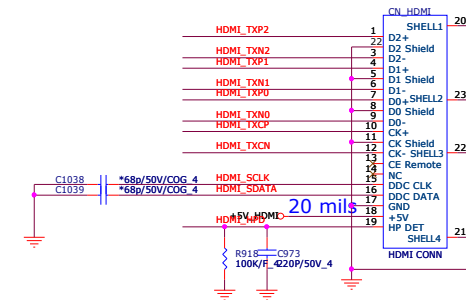 CN_HDMI
SHELL1 20
HDMI_TXP2 1 D2+
22 D2 Shield
HDMI_TXN2 3 D2-
HDMI_TXP1 4 D1+
5 D1 Shield
HDMI_TXN1 6 D1-
HDMI_TXP0 7 D0+ SHELL2 23
8 D0 Shield
HDMI_TXN0 9 D0-
HDMI_TXCP 10 CK+
11 CK Shield
HDMI_TXCN 12 CK- SHELL3 22
13 CE Remote
14 NC
C1038 *68p/50V/COG_4 HDMI_SCLK 15 DDC CLK
C1039 *68p/50V/COG_4 HDMI_SDATA 16 DDC DATA
20 mils 17 GND
+5V_HDMI 18 +5V
HDMI_HPD 19 HP DET
SHELL4 21
HDMI CONN
R918 C973
100K/F_4 220P/50V_4